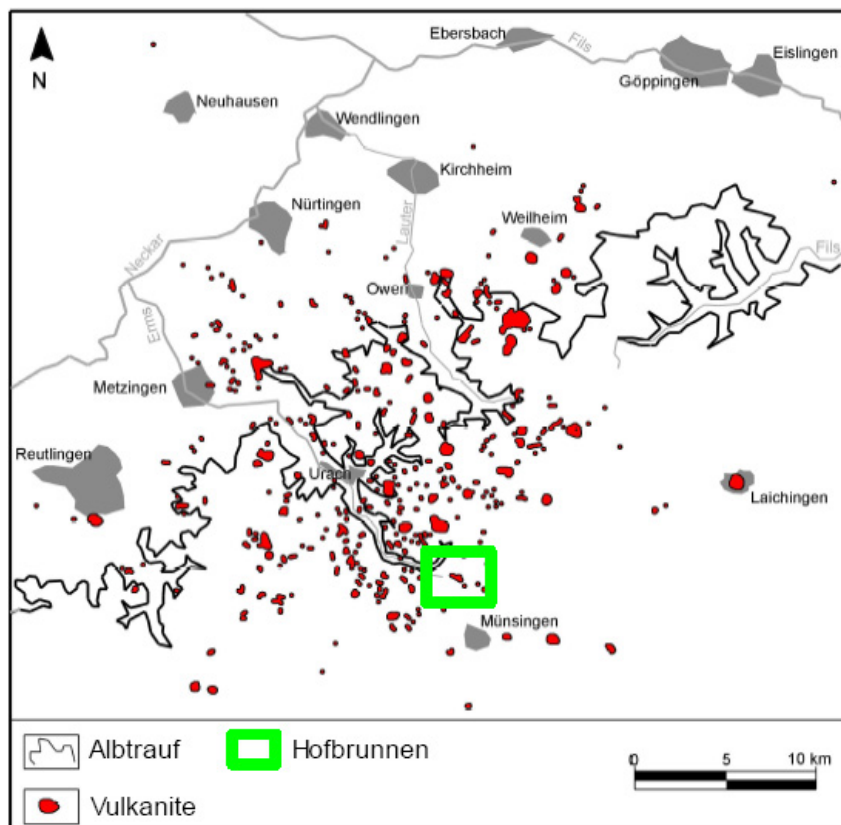 Ebersbach
Fils
Eislingen
Göppingen
N
Neuhausen
Wendlingen
Kirchheim
Nürtingen
Weilheim
Lauter
Neckar
Fils
Owen
Erms
Metzingen
Reutlingen
Urach
Laichingen
Münsingen
Albtrauf
Hofbrunnen
0 5 10 km
Vulkanite